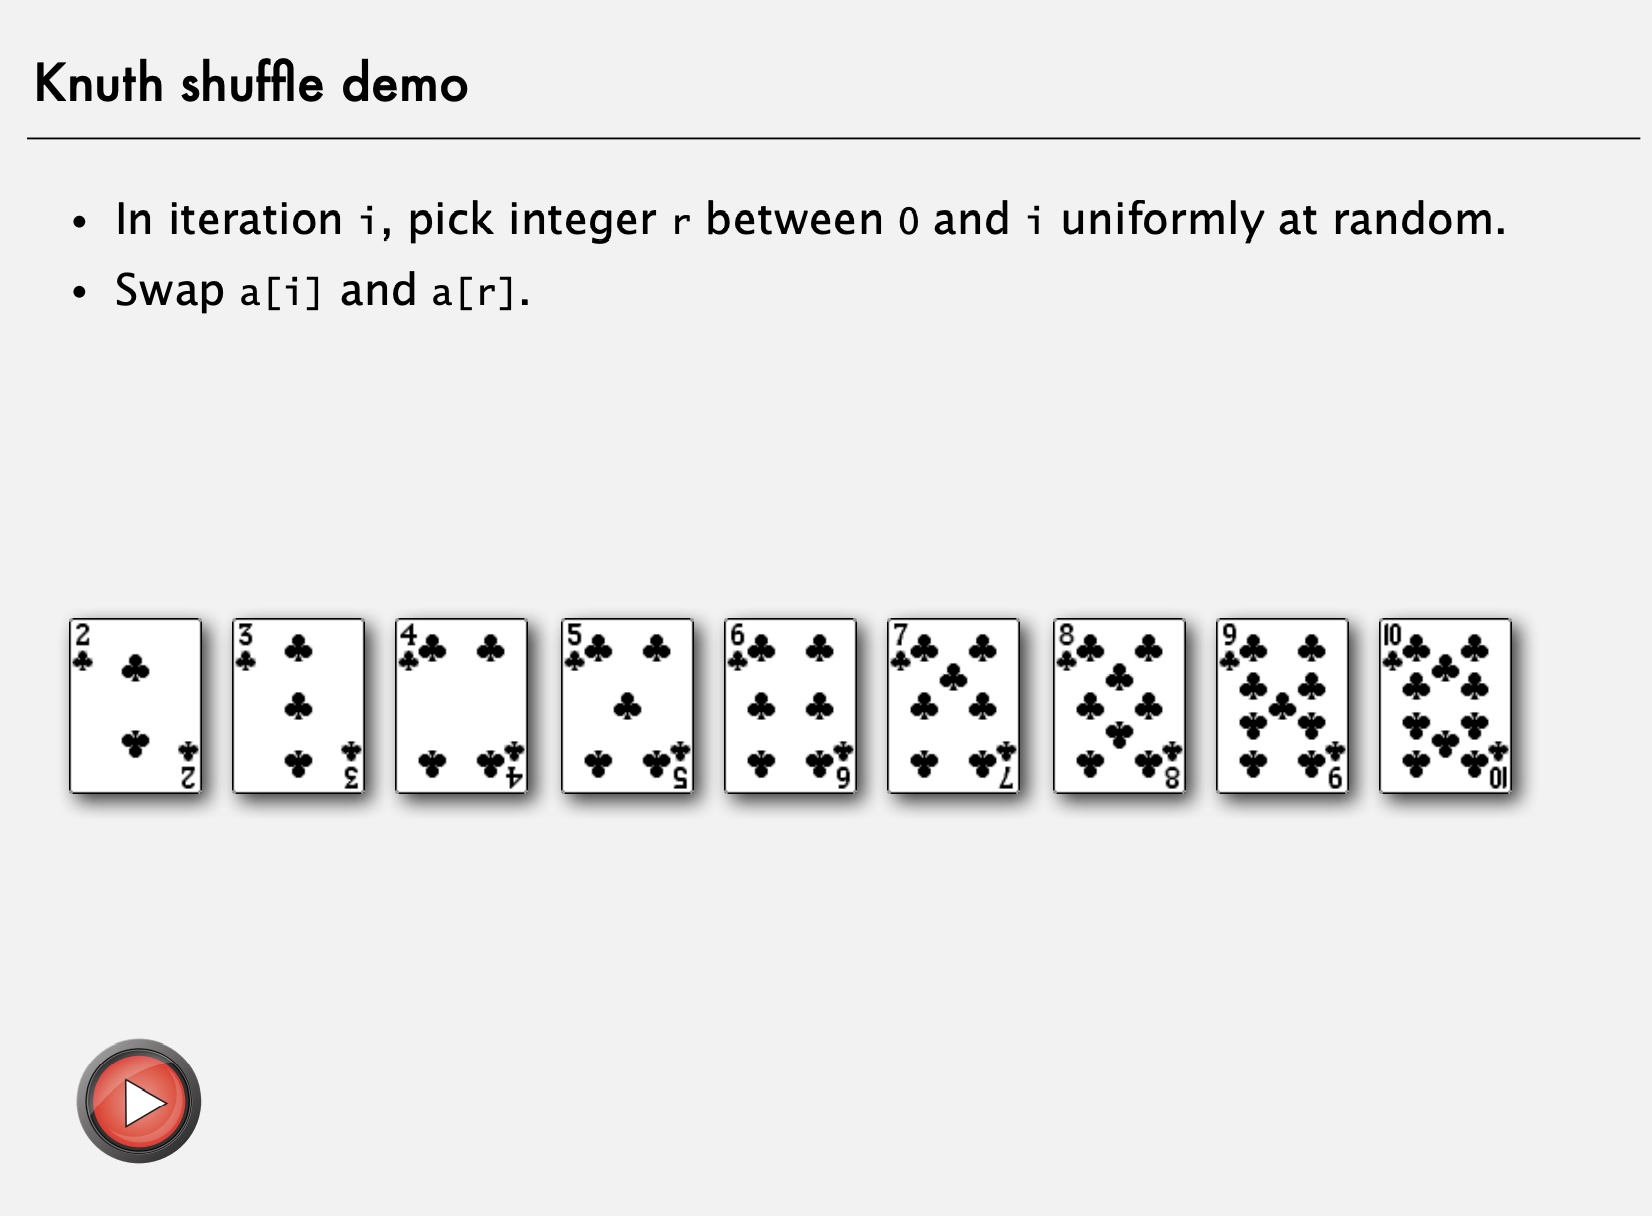 Knuth shuffle demo
• In iteration i, pick integer r between 0 and i uniformly at random.
• Swap a[i] and a[r].
2 3 4 5 6 7 8 9 10
2 3 4 5 6 7 8 9 10